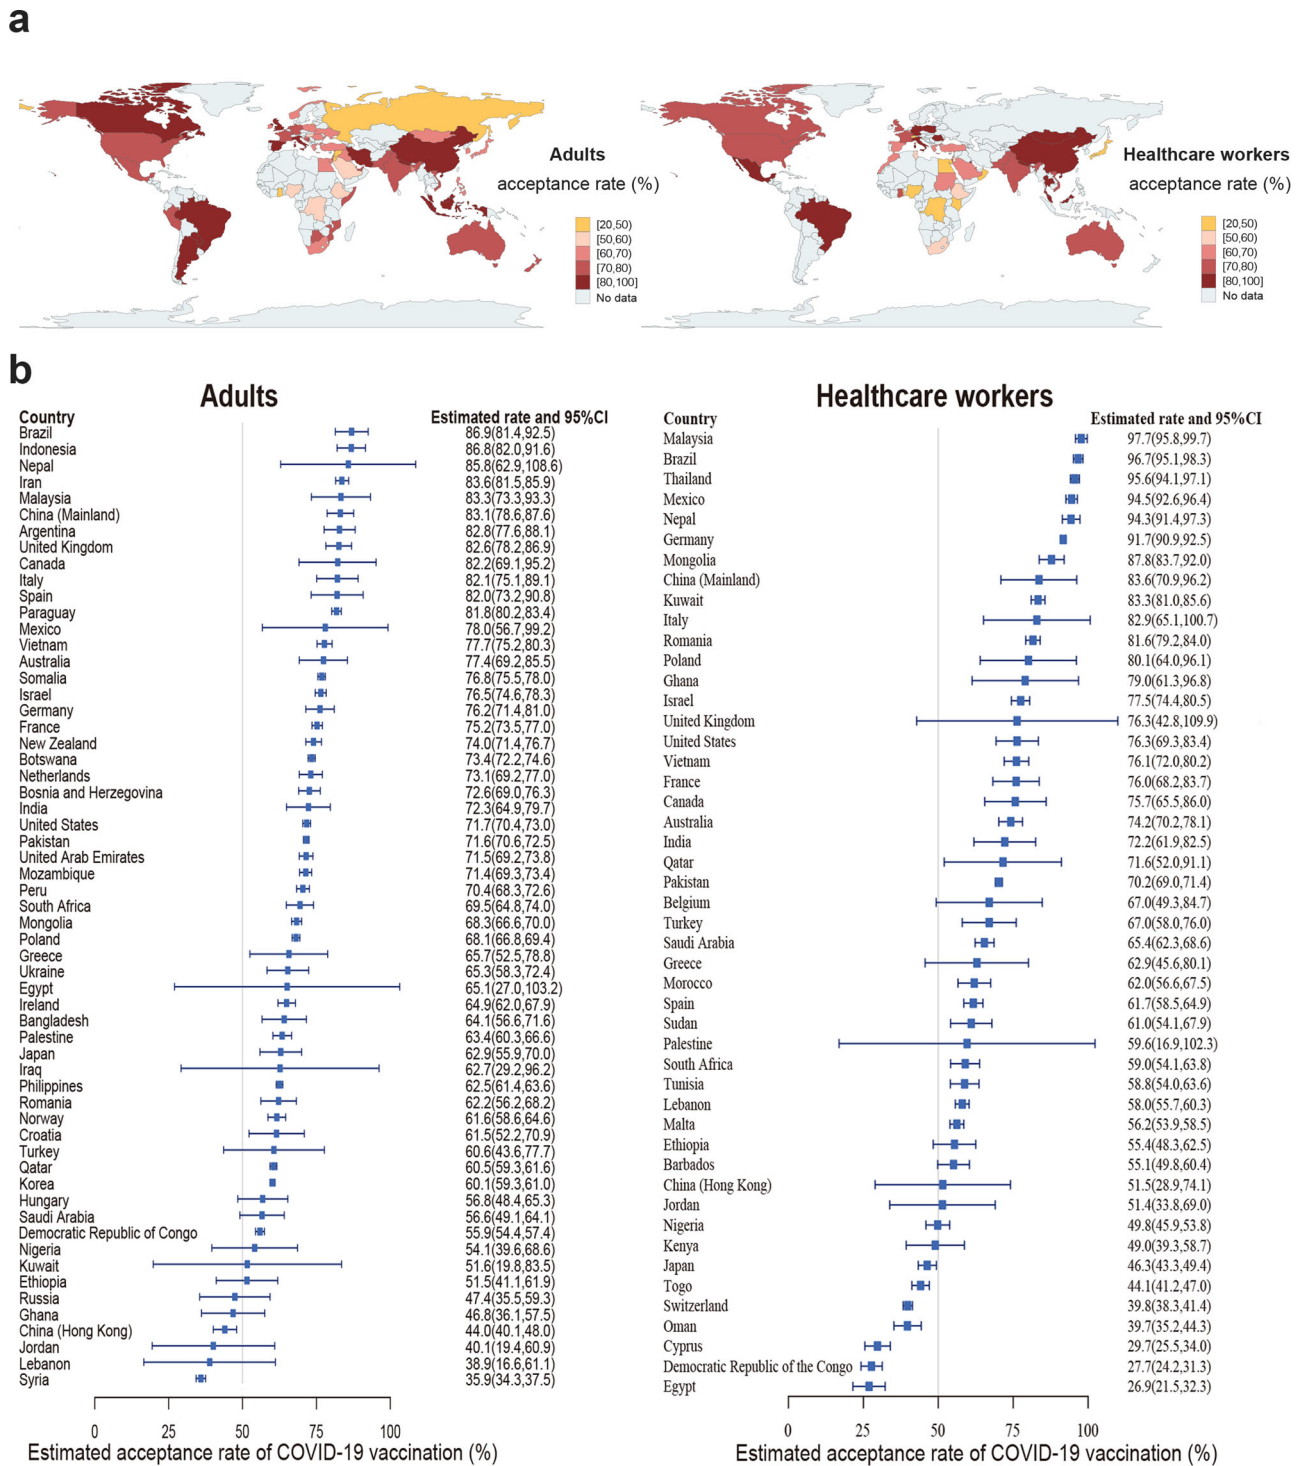 a
Adults
acceptance rate (%)
[20,50)
[50,60)
[60,70)
[70,80)
[80,100]
No data
Healthcare workers
acceptance rate (%)
[20,50)
[50,60)
[60,70)
[70,80)
[80,100]
No data
b
Adults
Country Estimated rate and 95%CI
Brazil 86.9(81.4,92.5)
Indonesia 86.8(82.0,91.6)
Nepal 85.8(62.9,108.6)
Iran 83.6(81.5,85.9)
Malaysia 83.3(73.3,93.3)
China (Mainland) 83.1(78.6,87.6)
Argentina 82.8(77.6,88.1)
United Kingdom 82.6(78.2,86.9)
Canada 82.2(69.1,95.2)
Italy 82.1(75.1,89.1)
Spain 82.0(73.2,90.8)
Paraguay 81.8(80.2,83.4)
Mexico 78.0(56.7,99.2)
Vietnam 77.7(75.2,80.3)
Australia 77.4(69.2,85.5)
Somalia 76.8(75.5,78.0)
Israel 76.5(74.6,78.3)
Germany 76.2(71.4,81.0)
France 75.2(73.5,77.0)
New Zealand 74.0(71.4,76.7)
Botswana 73.4(72.2,74.6)
Netherlands 73.1(69.2,77.0)
Bosnia and Herzegovina 72.6(69.0,76.3)
India 72.3(64.9,79.7)
United States 71.7(70.4,73.0)
Pakistan 71.6(70.6,72.5)
United Arab Emirates 71.5(69.2,73.8)
Mozambique 71.4(69.3,73.4)
Peru 70.4(68.3,72.6)
South Africa 69.5(64.8,74.0)
Mongolia 68.3(66.6,70.0)
Poland 68.1(66.8,69.4)
Greece 65.7(52.5,78.8)
Ukraine 65.3(58.3,72.4)
Egypt 65.1(27.0,103.2)
Ireland 64.9(62.0,67.9)
Bangladesh 64.1(56.6,71.6)
Palestine 63.4(60.3,66.6)
Japan 62.9(55.9,70.0)
Iraq 62.7(29.2,96.2)
Philippines 62.5(61.4,63.6)
Romania 62.2(56.2,68.2)
Norway 61.6(58.6,64.6)
Croatia 61.5(52.2,70.9)
Turkey 60.6(43.6,77.7)
Qatar 60.5(59.3,61.6)
Korea 60.1(59.3,61.0)
Hungary 56.8(48.4,65.3)
Saudi Arabia 56.6(49.1,64.1)
Democratic Republic of Congo 55.9(54.4,57.4)
Nigeria 54.1(39.6,68.6)
Kuwait 51.6(19.8,83.5)
Ethiopia 51.5(41.1,61.9)
Russia 47.4(35.5,59.3)
Ghana 46.8(36.1,57.5)
China (Hong Kong) 44.0(40.1,48.0)
Jordan 40.1(19.4,60.9)
Lebanon 38.9(16.6,61.1)
Syria 35.9(34.3,37.5)
0 25 50 75 100
Estimated acceptance rate of COVID-19 vaccination (%)
Healthcare workers
Country Estimated rate and 95%CI
Malaysia 97.7(95.8,99.7)
Brazil 96.7(95.1,98.3)
Thailand 95.6(94.1,97.1)
Mexico 94.5(92.6,96.4)
Nepal 94.3(91.4,97.3)
Germany 91.7(90.9,92.5)
Mongolia 87.8(83.7,92.0)
China (Mainland) 83.6(70.9,96.2)
Kuwait 83.3(81.0,85.6)
Italy 82.9(65.1,100.7)
Romania 81.6(79.2,84.0)
Poland 80.1(64.0,96.1)
Ghana 79.0(61.3,96.8)
Israel 77.5(74.4,80.5)
United Kingdom 76.3(42.8,109.9)
United States 76.3(69.3,83.4)
Vietnam 76.1(72.0,80.2)
France 76.0(68.2,83.7)
Canada 75.7(65.5,86.0)
Australia 74.2(70.2,78.1)
India 72.2(61.9,82.5)
Qatar 71.6(52.0,91.1)
Pakistan 70.2(69.0,71.4)
Belgium 67.0(49.3,84.7)
Turkey 67.0(58.0,76.0)
Saudi Arabia 65.4(62.3,68.6)
Greece 62.9(45.6,80.1)
Morocco 62.0(56.6,67.5)
Spain 61.7(58.5,64.9)
Sudan 61.0(54.1,67.9)
Palestine 59.6(16.9,102.3)
South Africa 59.0(54.1,63.8)
Tunisia 58.8(54.0,63.6)
Lebanon 58.0(55.7,60.3)
Malta 56.2(53.9,58.5)
Ethiopia 55.4(48.3,62.5)
Barbados 55.1(49.8,60.4)
China (Hong Kong) 51.5(28.9,74.1)
Jordan 51.4(33.8,69.0)
Nigeria 49.8(45.9,53.8)
Kenya 49.0(39.3,58.7)
Japan 46.3(43.3,49.4)
Togo 44.1(41.2,47.0)
Switzerland 39.8(38.3,41.4)
Oman 39.7(35.2,44.3)
Cyprus 29.7(25.5,34.0)
Democratic Republic of the Congo 27.7(24.2,31.3)
Egypt 26.9(21.5,32.3)
0 25 50 75 100
Estimated acceptance rate of COVID-19 vaccination (%)